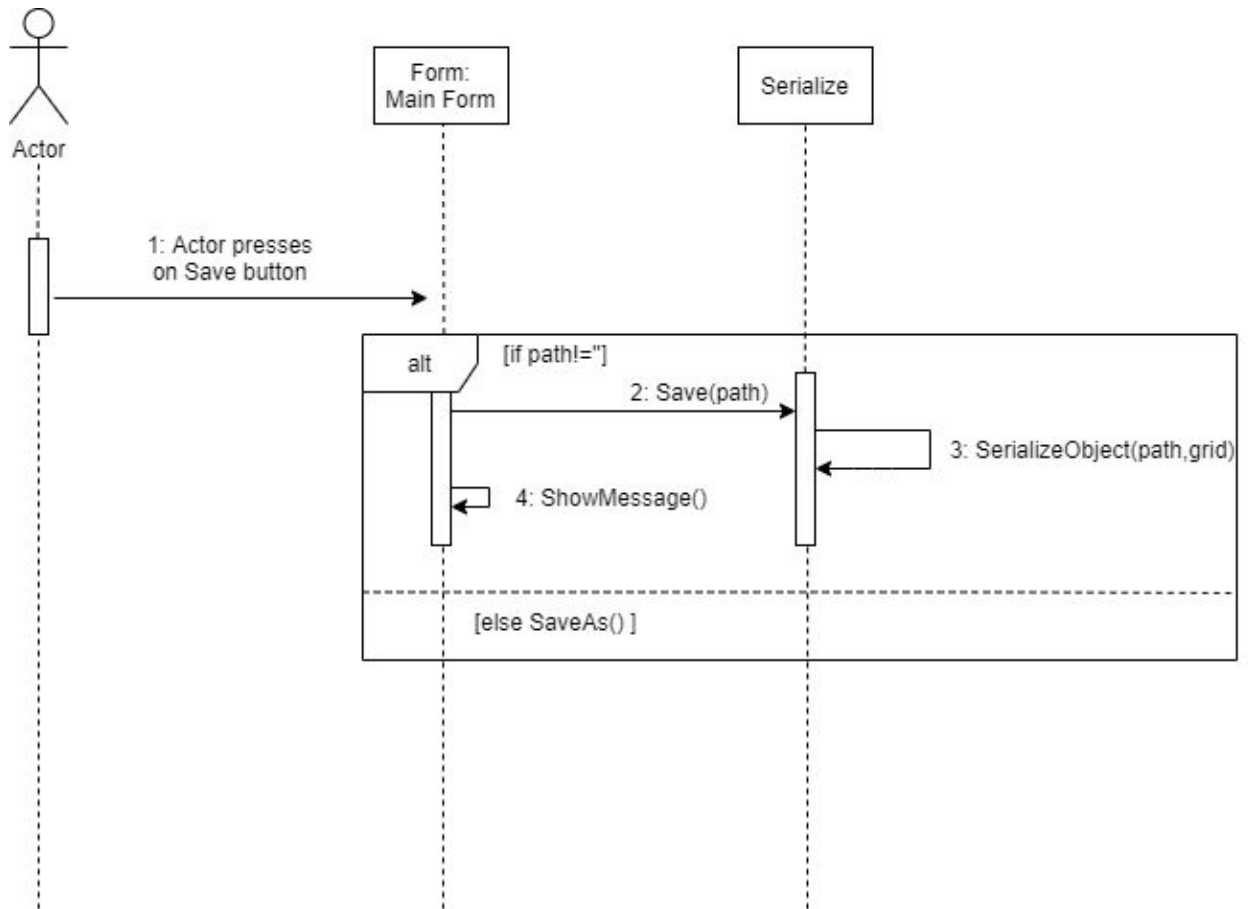 Form:
Main Form
Serialize
Actor
1: Actor presses
on Save button
alt
[if path!='']
2: Save(path)
3: SerializeObject(path,grid)
4: ShowMessage()
[else SaveAs() ]